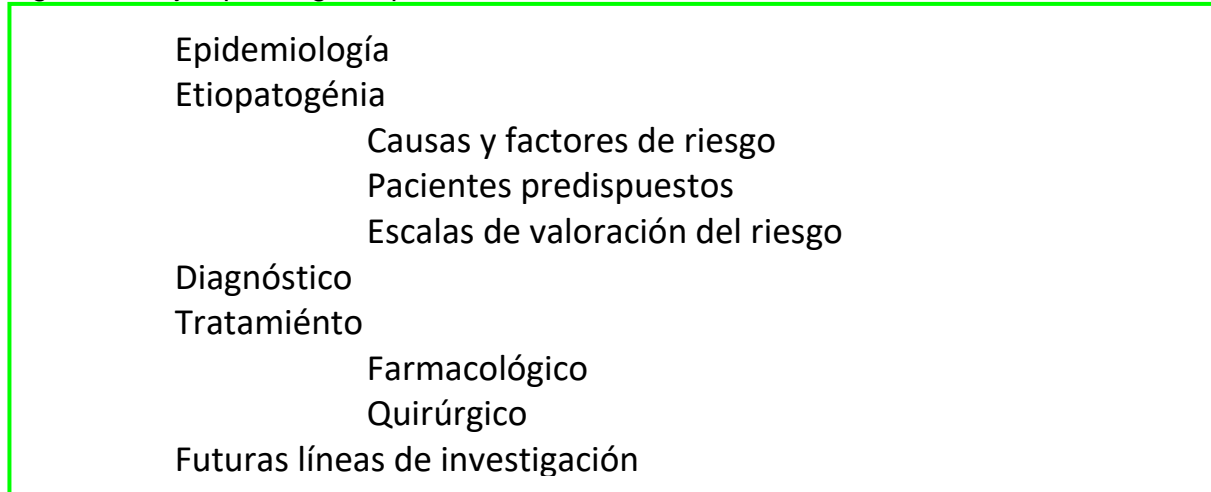 Epidemiología
Etiopatogénia
Causas y factores de riesgo
Pacientes predispuestos
Escalas de valoración del riesgo
Diagnóstico
Tratamiénto
Farmacológico
Quirúrgico
Futuras líneas de investigación